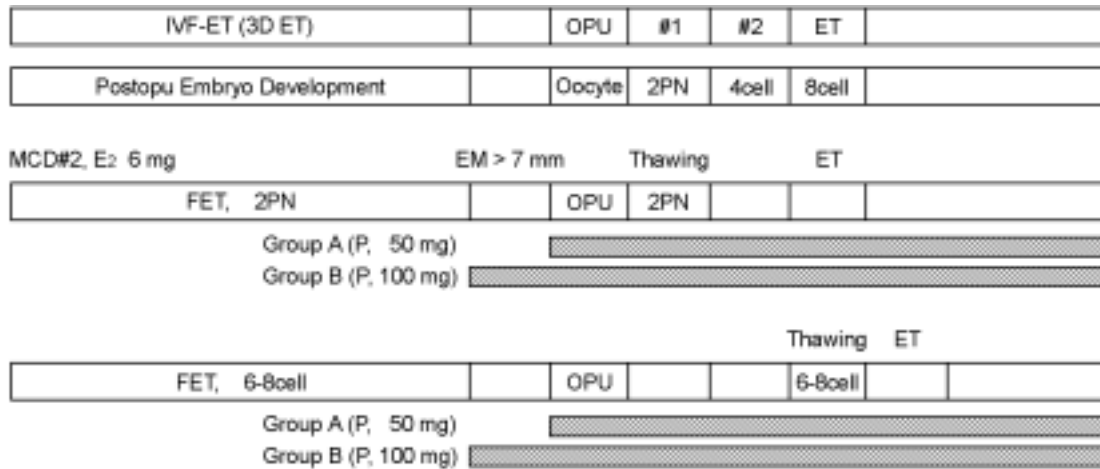 IVF-ET (3D ET) OPU #1 #2 ET
Postopu Embryo Development Oocyte 2PN 4cell 8cell
MCD#2, E2 6 mg EM > 7 mm Thawing ET
FET, 2PN OPU 2PN
Group A (P, 50 mg)
Group B (P, 100 mg)
Thawing ET
FET, 6-8cell OPU 6-8cell
Group A (P, 50 mg)
Group B (P, 100 mg)